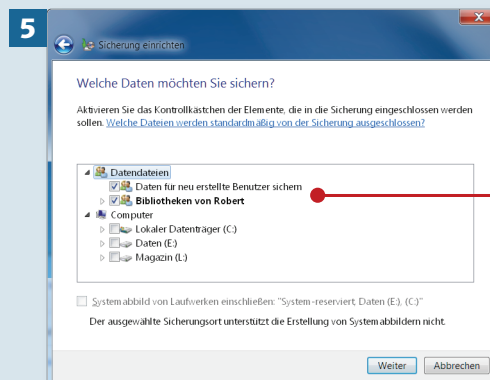 5
Sicherung einrichten
Welche Daten möchten Sie sichern?
Aktivieren Sie das Kontrollkästchen der Elemente, die in die Sicherung eingeschlossen werden
sollen. Welche Dateien werden standardmäßig von der Sicherung ausgeschlossen?
Datendateien
Daten für neu erstellte Benutzer sichern
Bibliotheken von Robert
Computer
Lokaler Datenträger (C:)
Daten (E:)
Magazin (L:)
Systemabbild von Laufwerken einschließen: "System-reserviert, Daten (E:), (C:)"
Der ausgewählte Sicherungsort unterstützt die Erstellung von Systemabbildern nicht.
Weiter Abbrechen